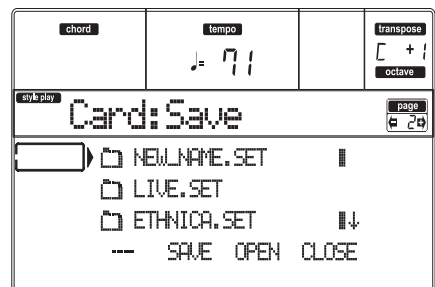 chord tempo transpose
♩= 71 C +1
octave
style play Card:Save page
2
NEW_NAME.SET
LIVE.SET
ETHNICA.SET ↓
--- SAVE OPEN CLOSE